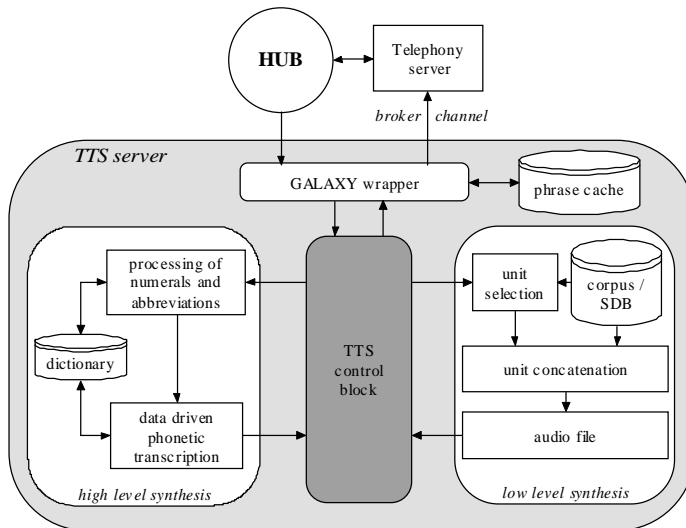 HUB
Telephony
server
broker channel
TTS server
GALAXY wrapper
phrase cache
processing of
numerals and
abbreviations
dictionary
data driven
phonetic
transcription
high level synthesis
TTS
control
block
unit
selection
corpus /
SDB
unit concatenation
audio file
low level synthesis